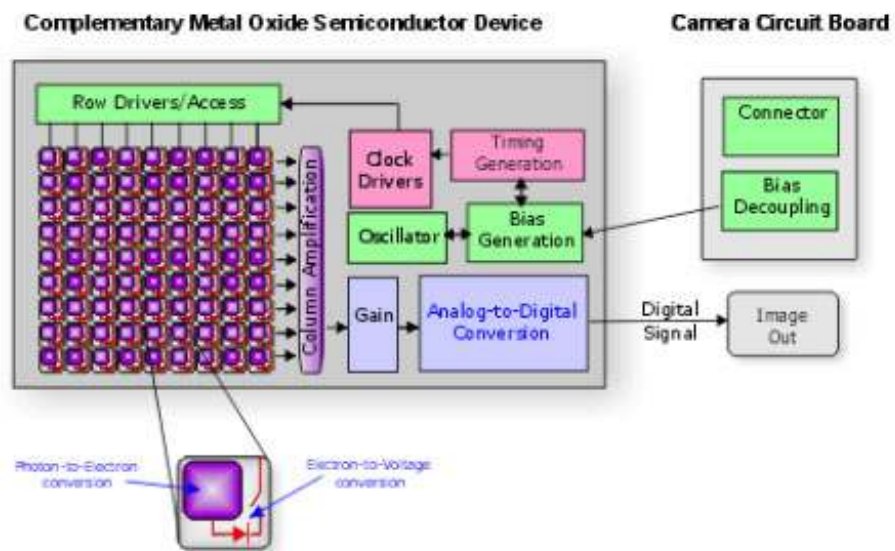 Complementary Metal Oxide Semiconductor Device
Camera Circuit Board
Row Drivers/Access
Connector
Clock
Drivers
Timing
Generation
Bias
Decoupling
Oscillator
Bias
Generation
Column Amplification
Gain
Analog-to-Digital
Conversion
Digital
Signal
Image
Out
Photon-to-Electron
conversion
Electron-to-Voltage
conversion